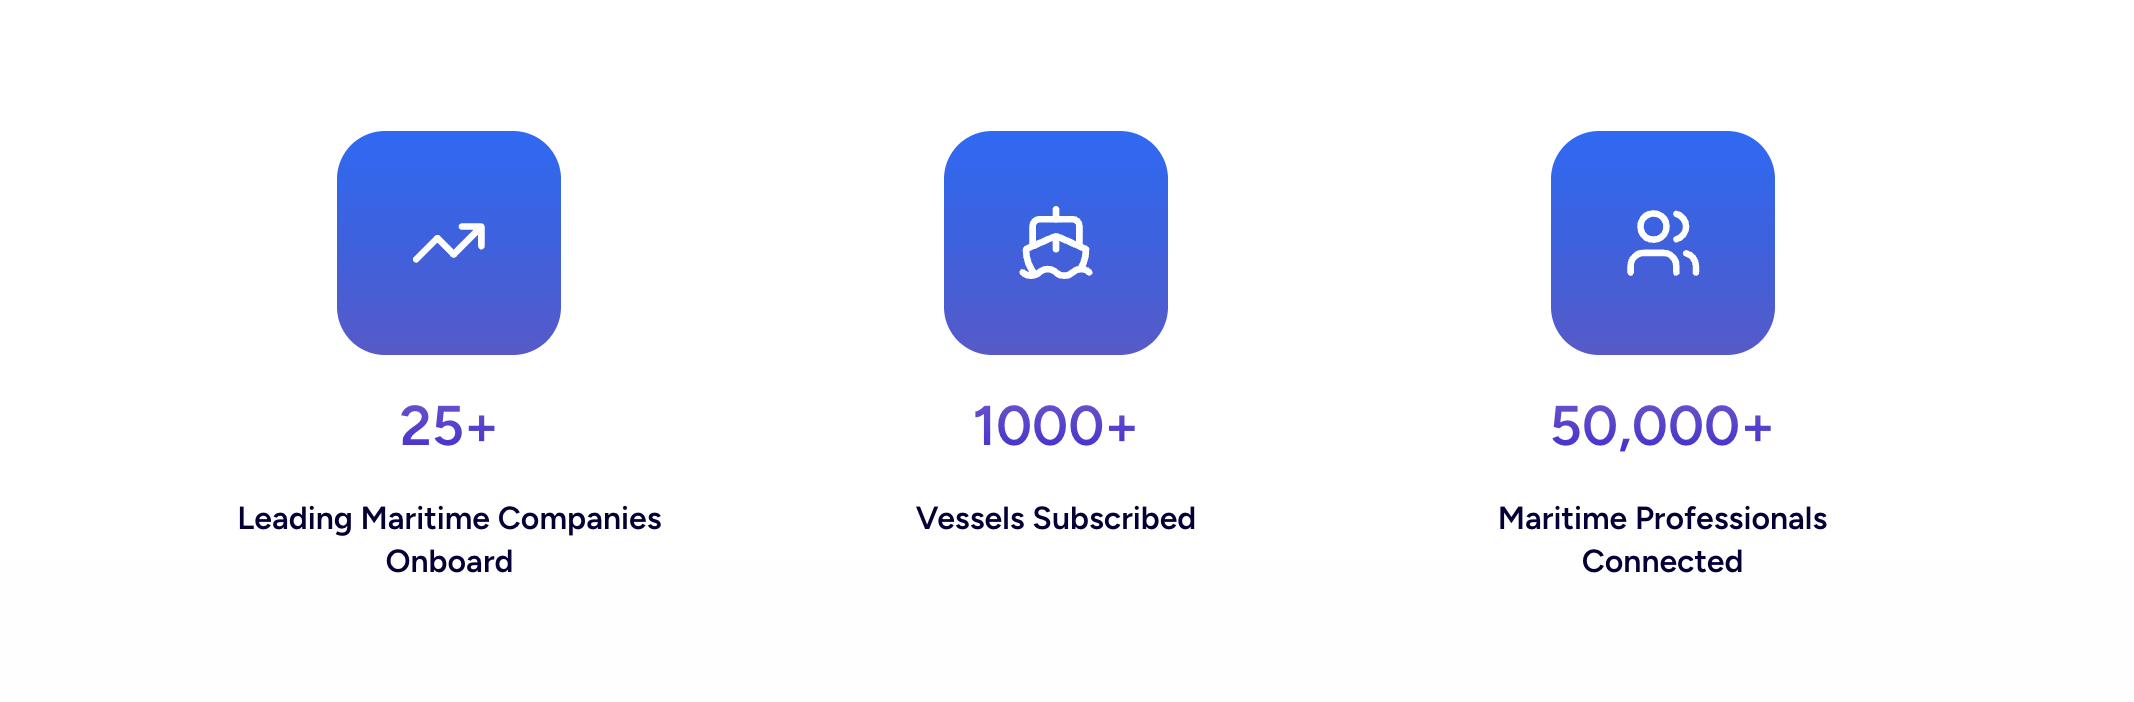 25+
Leading Maritime Companies
Onboard
1000+
Vessels Subscribed
50,000+
Maritime Professionals
Connected